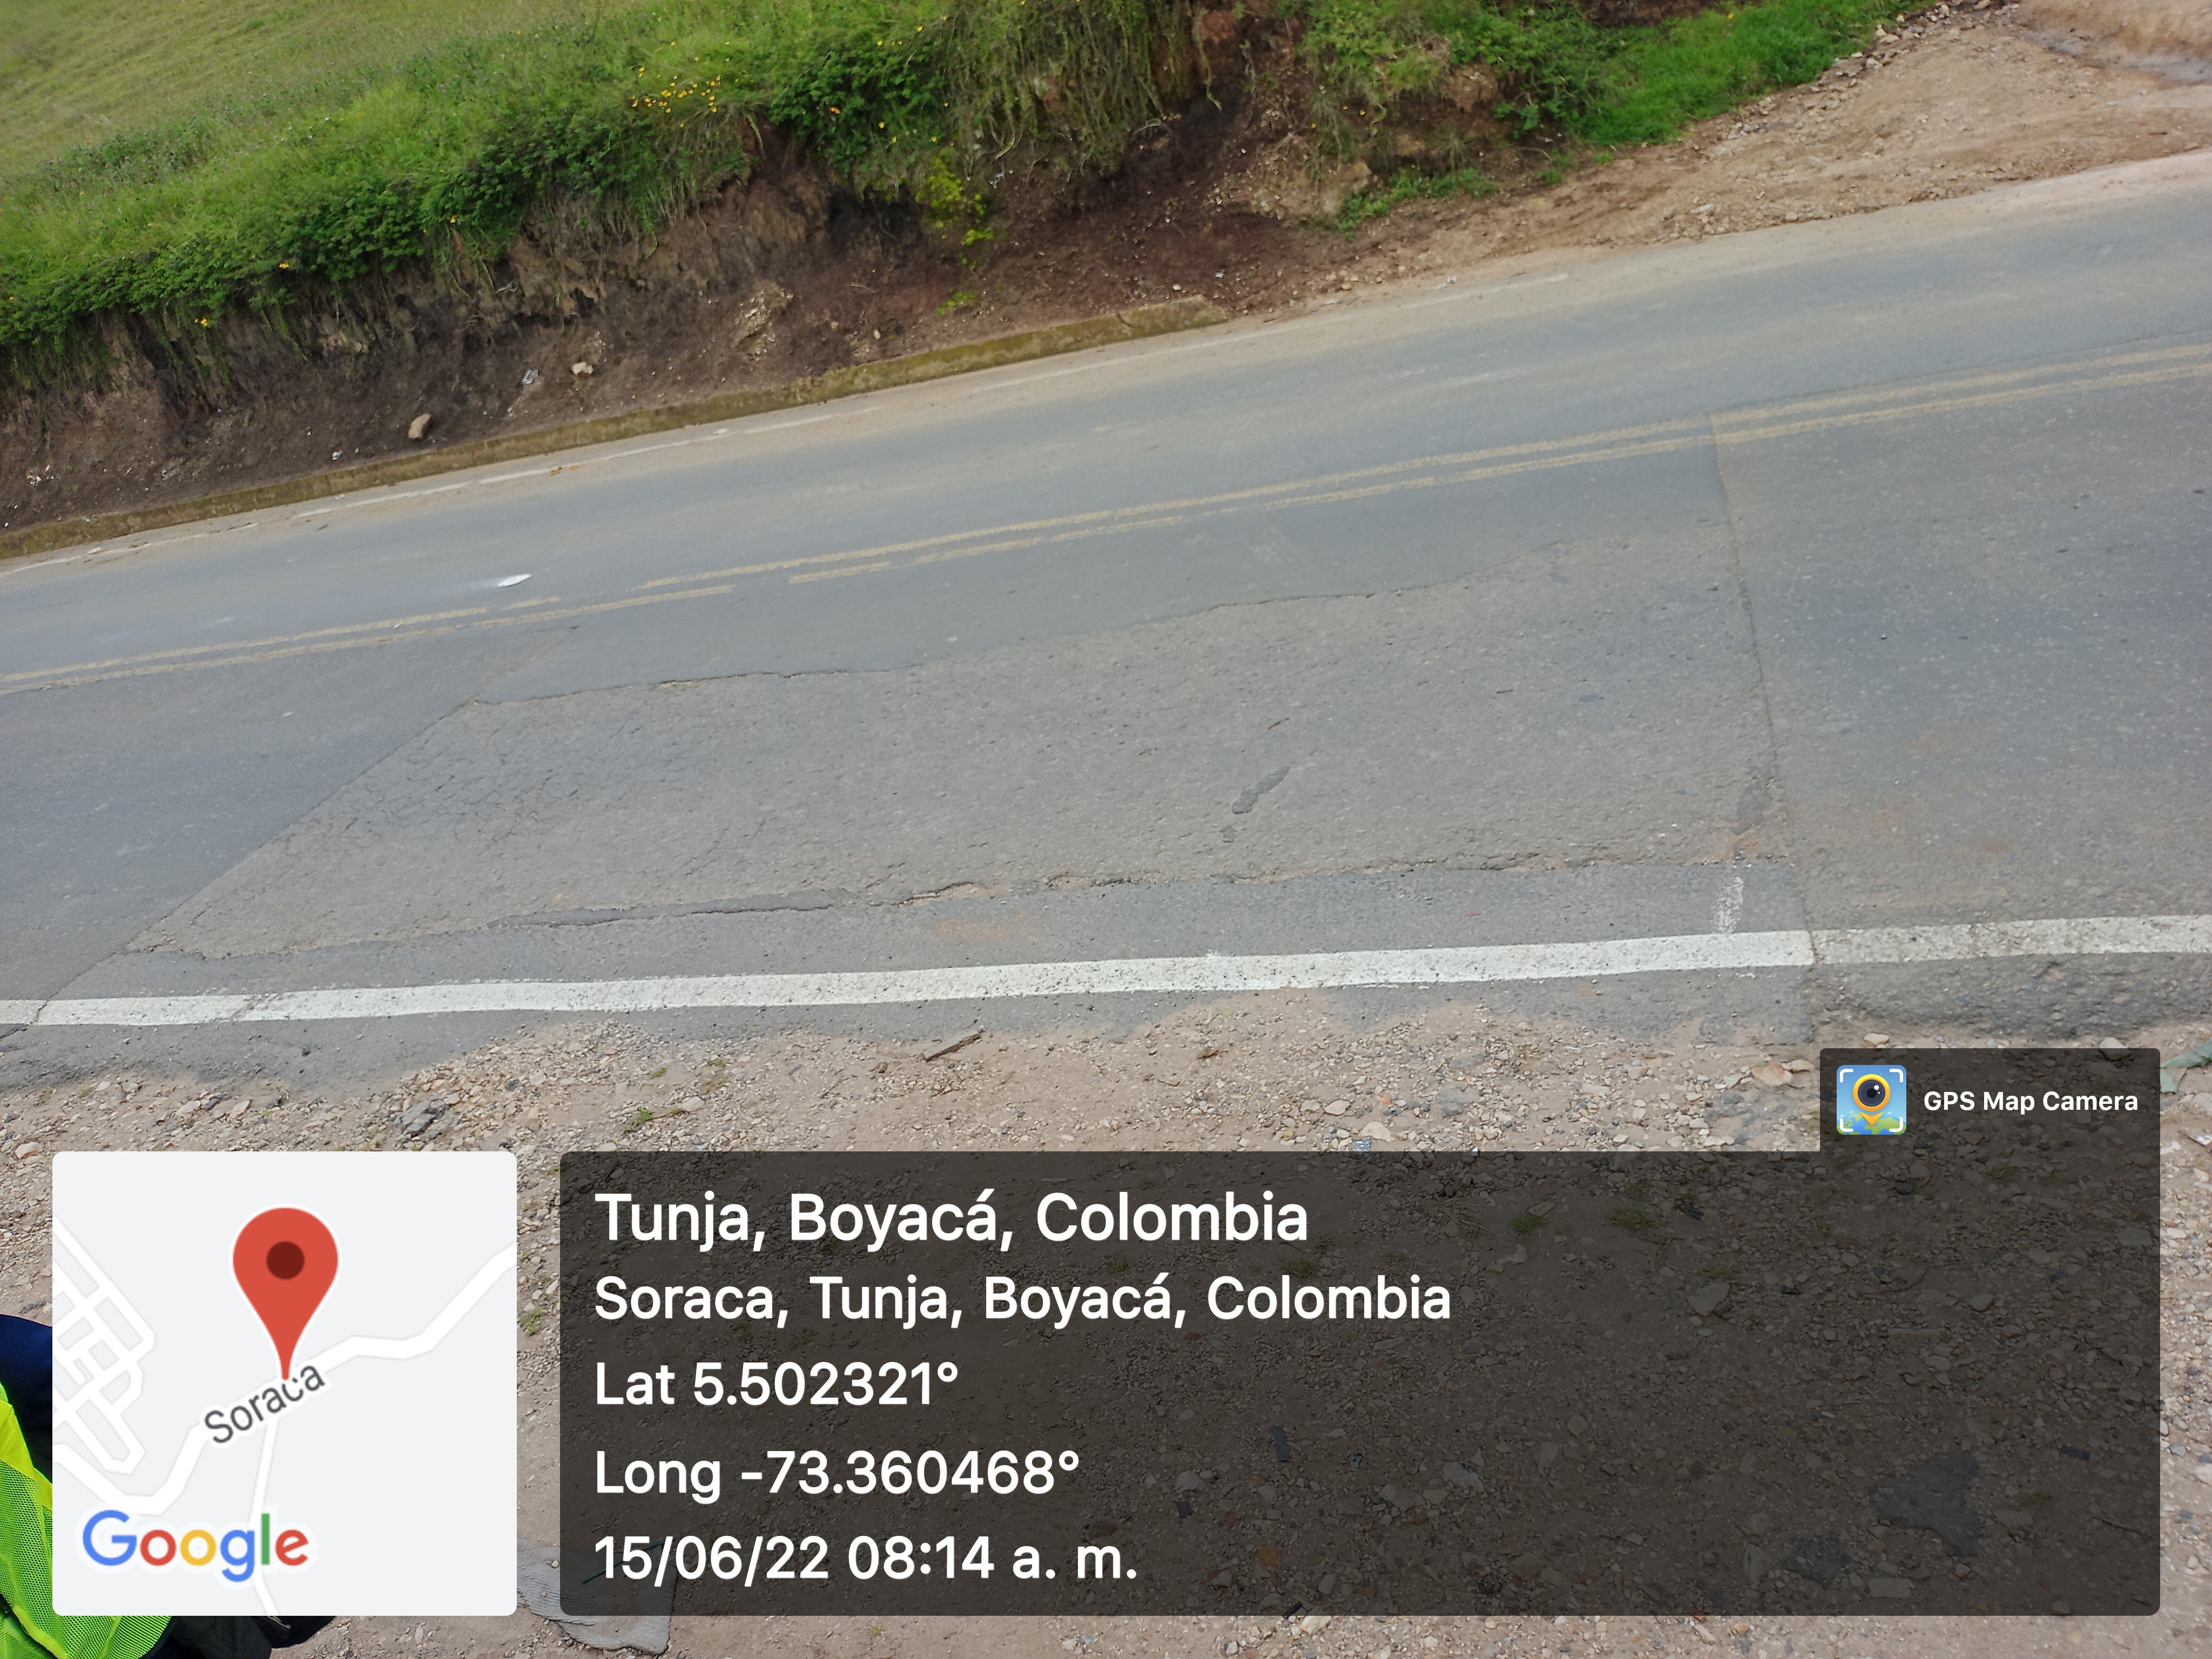 GPS Map Camera
Tunja, Boyacá, Colombia
Soraca, Tunja, Boyacá, Colombia
Lat 5.502321°
Long -73.360468°
15/06/22 08:14 a. m.
Soraca
Google